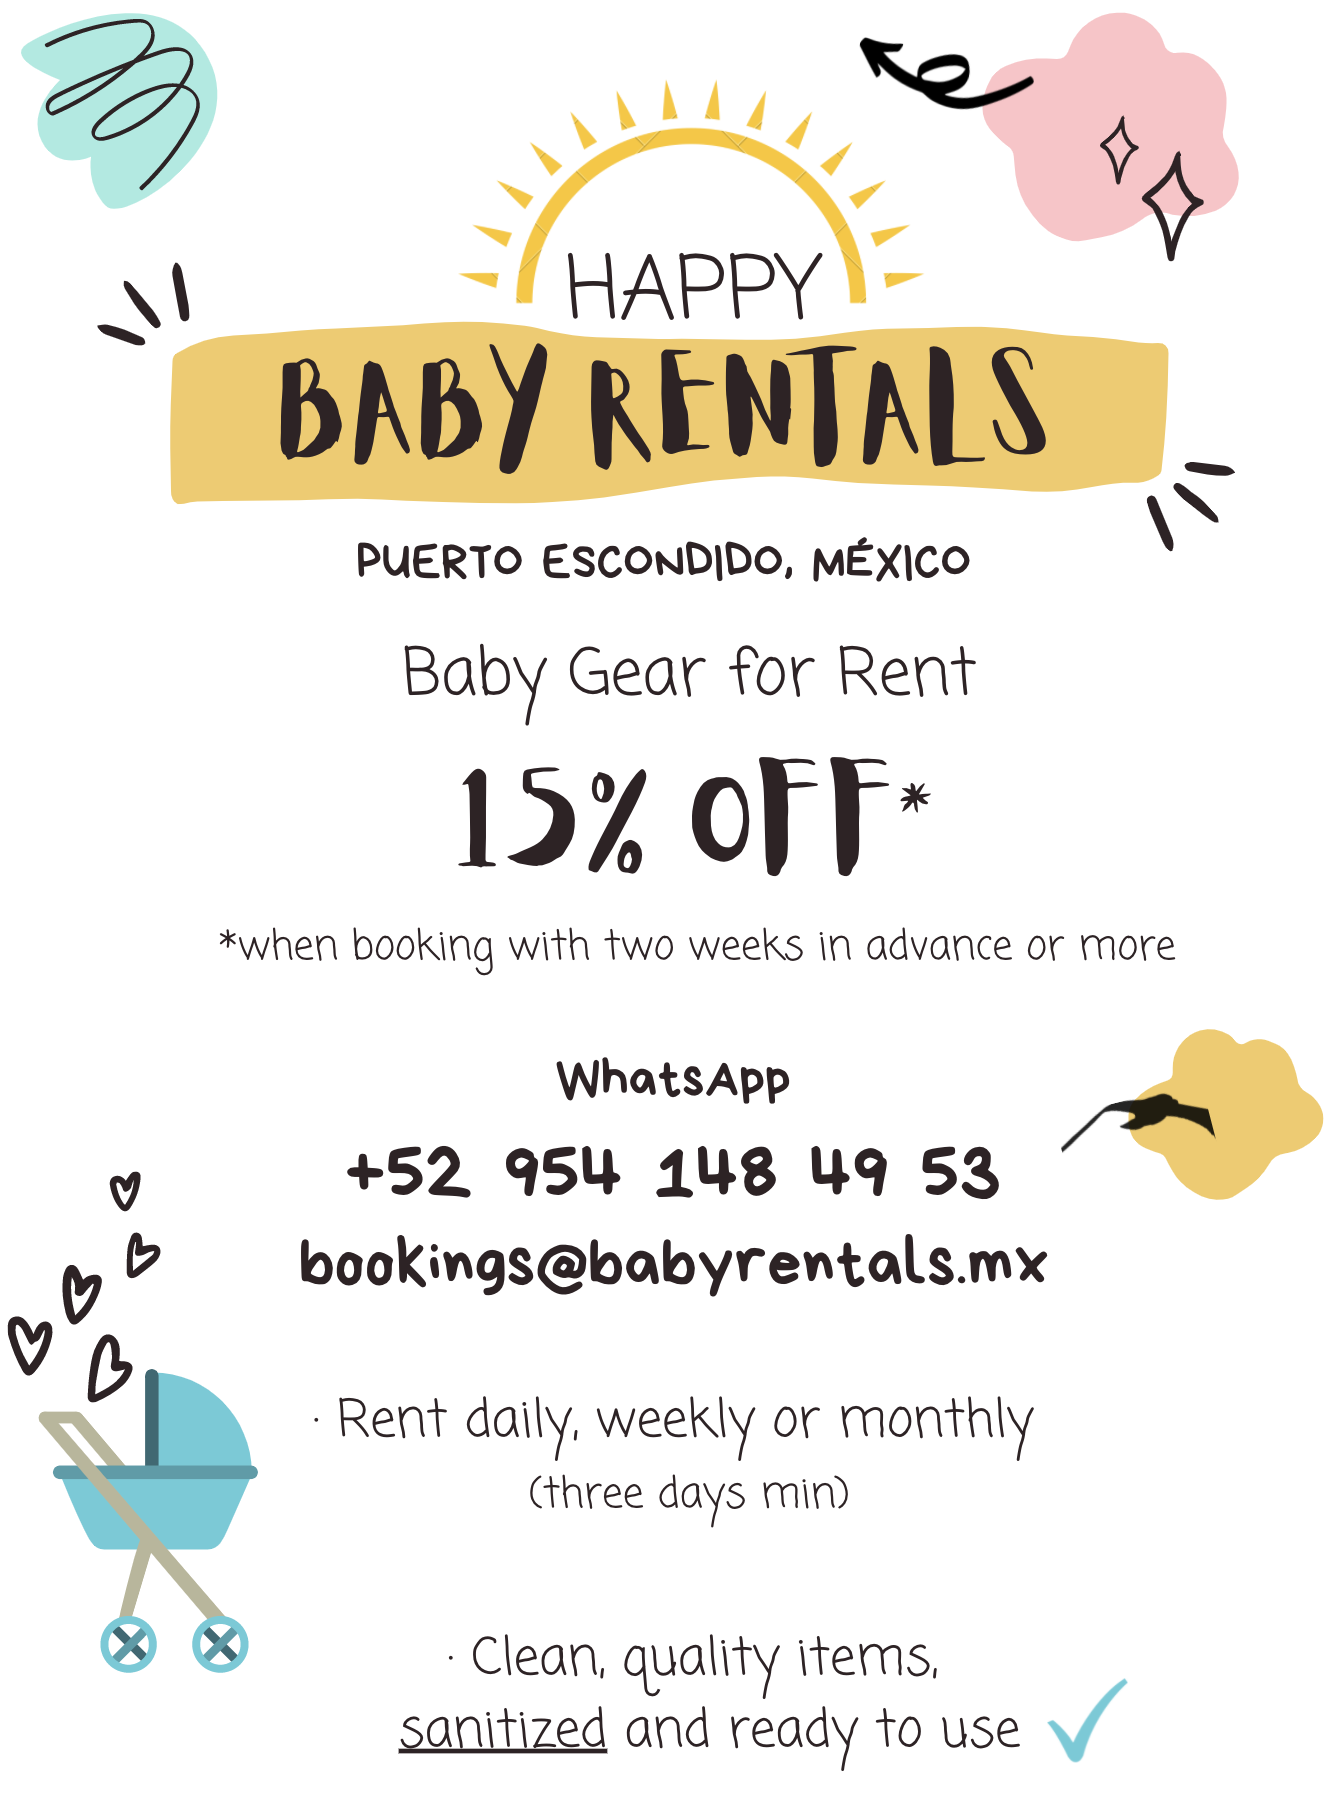 HAPPY
BABY RENTALS
PUERTO ESCONDIDO, MÉXICO
Baby Gear for Rent
15% OFF*
*when booking with two weeks in advance or more
WhatsApp
+52 954 148 49 53
bookings@babyrentals.mx
· Rent daily, weekly or monthly
(three days min)
· Clean, quality items,
sanitized and ready to use